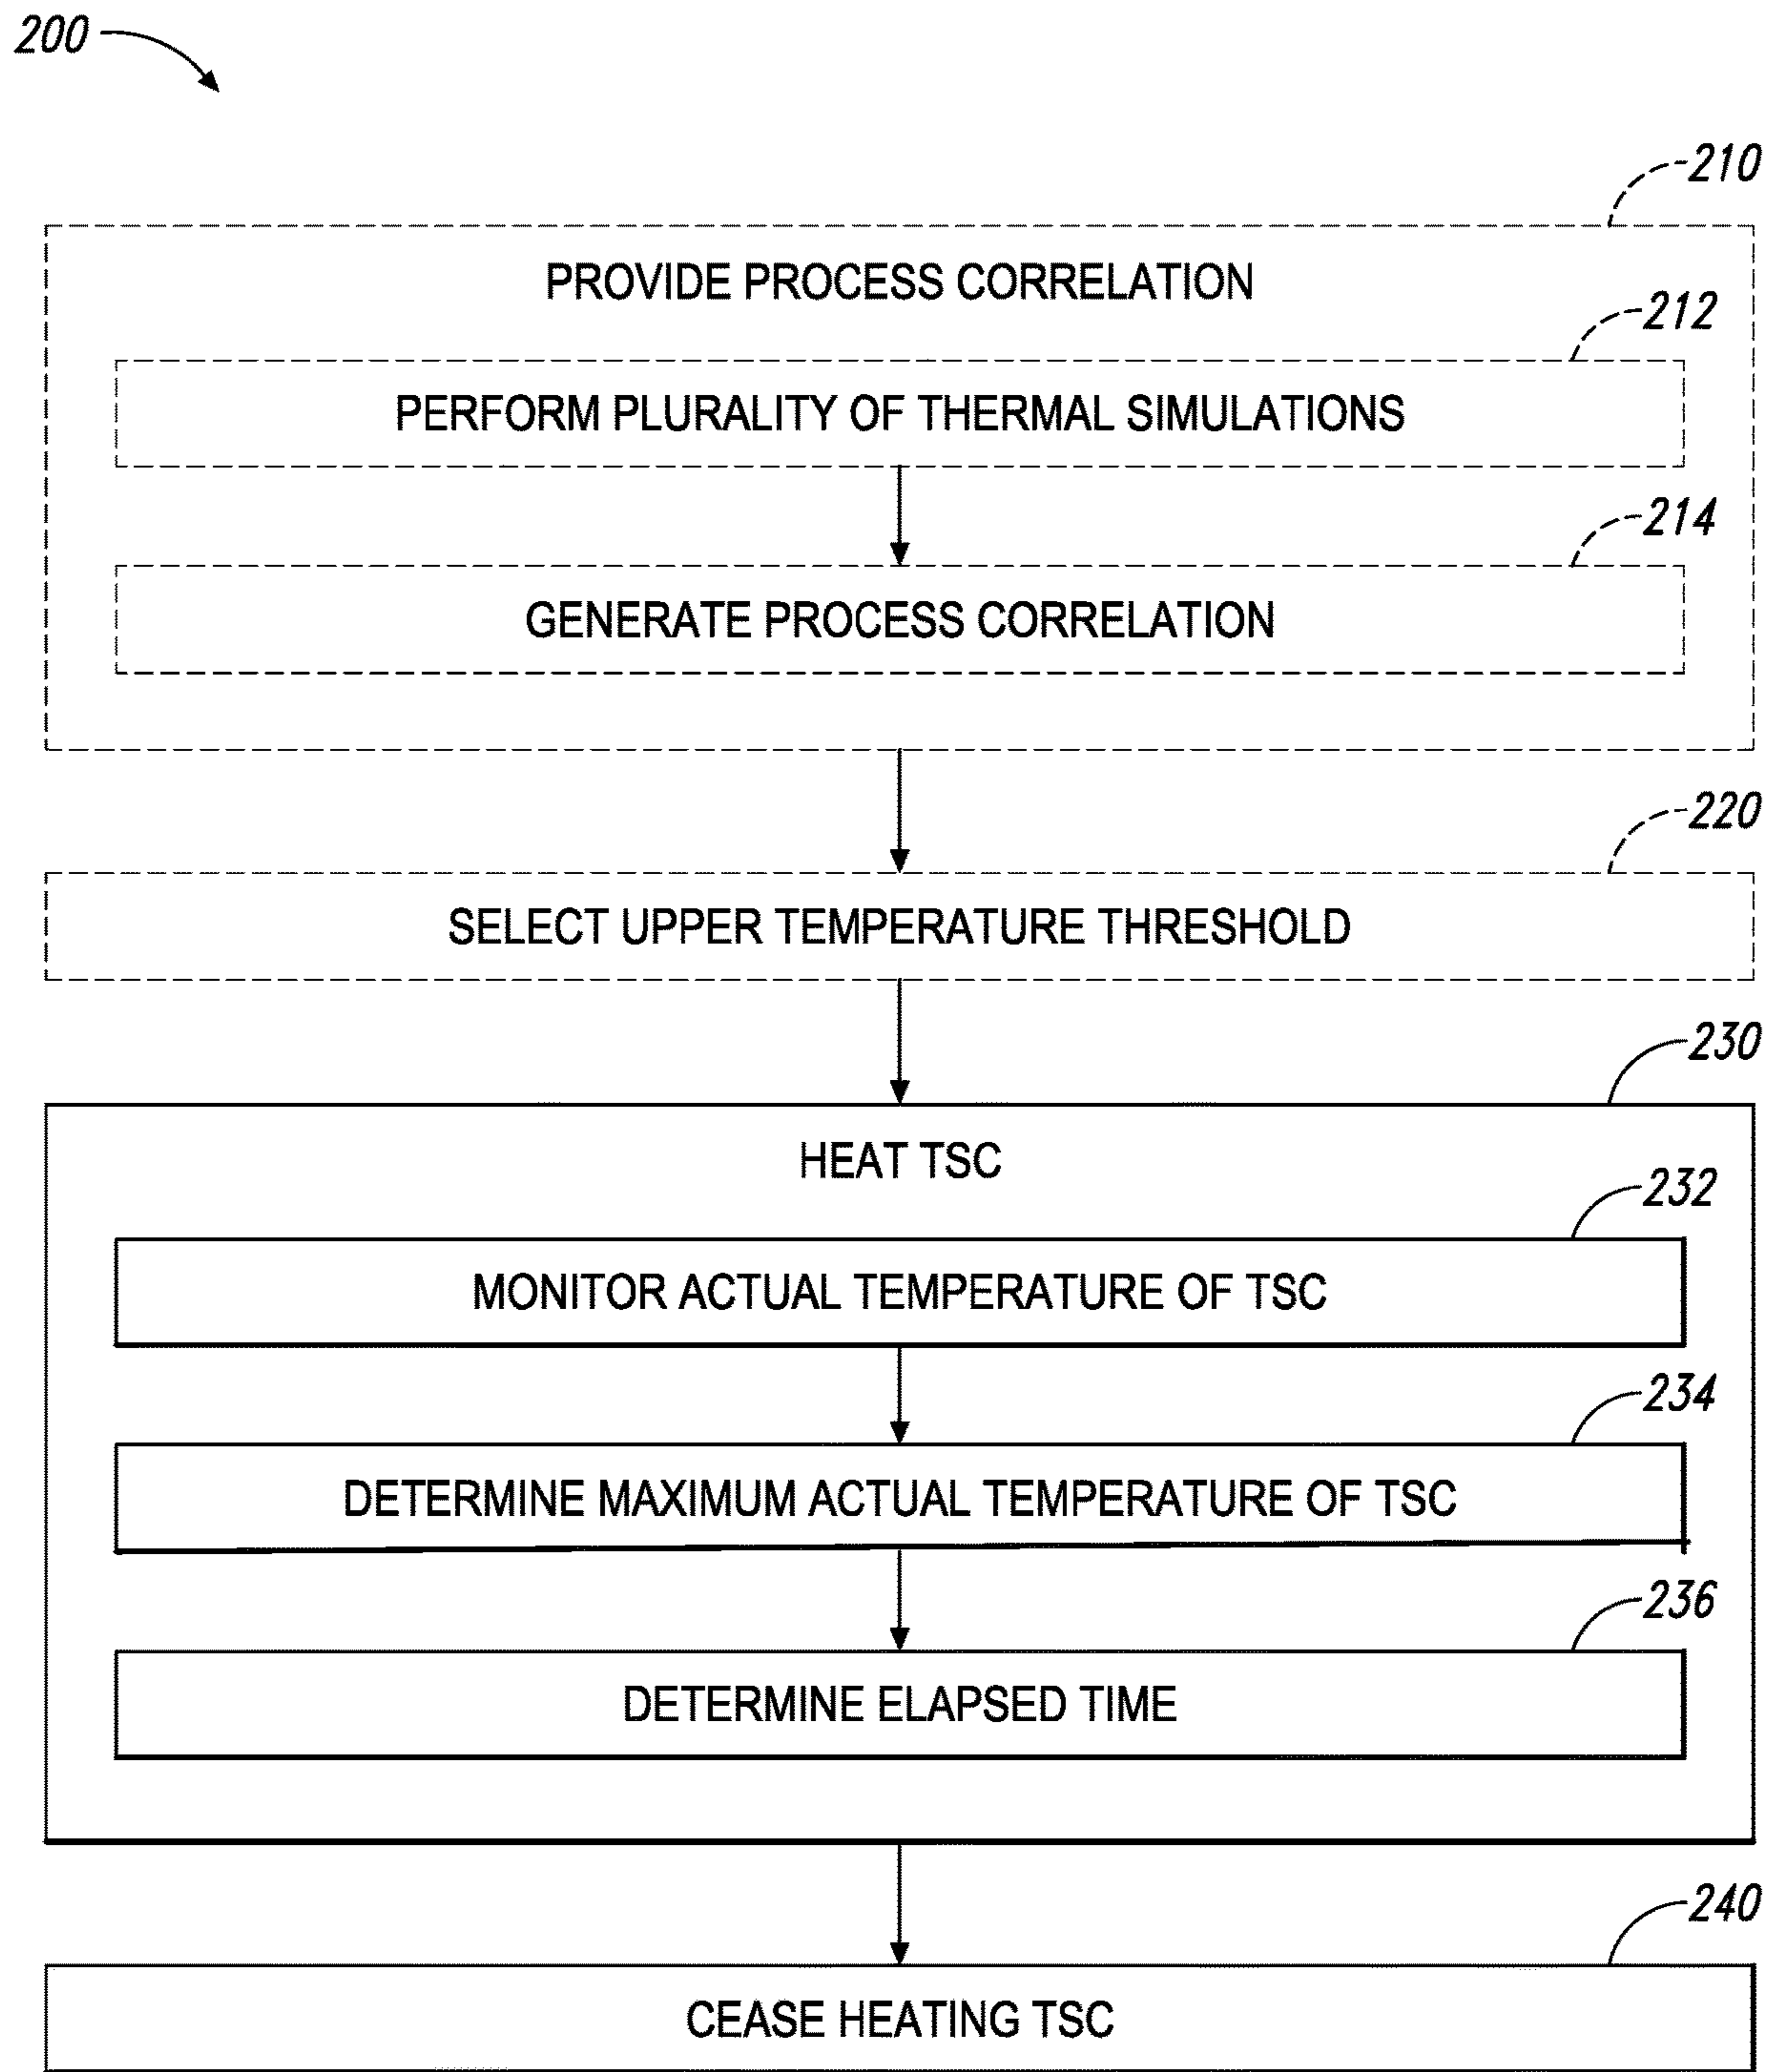 200
210
PROVIDE PROCESS CORRELATION
212
PERFORM PLURALITY OF THERMAL SIMULATIONS
214
GENERATE PROCESS CORRELATION
220
SELECT UPPER TEMPERATURE THRESHOLD
230
HEAT TSC
232
MONITOR ACTUAL TEMPERATURE OF TSC
234
DETERMINE MAXIMUM ACTUAL TEMPERATURE OF TSC
236
DETERMINE ELAPSED TIME
240
CEASE HEATING TSC